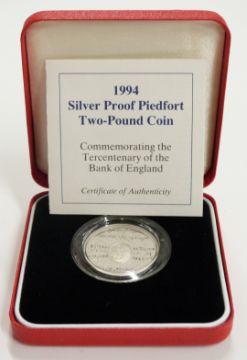 1994
Silver Proof Piedfort
Two-Pound Coin
Commemorating the
Tercentenary of the
Bank of England
Certificate of Authenticity